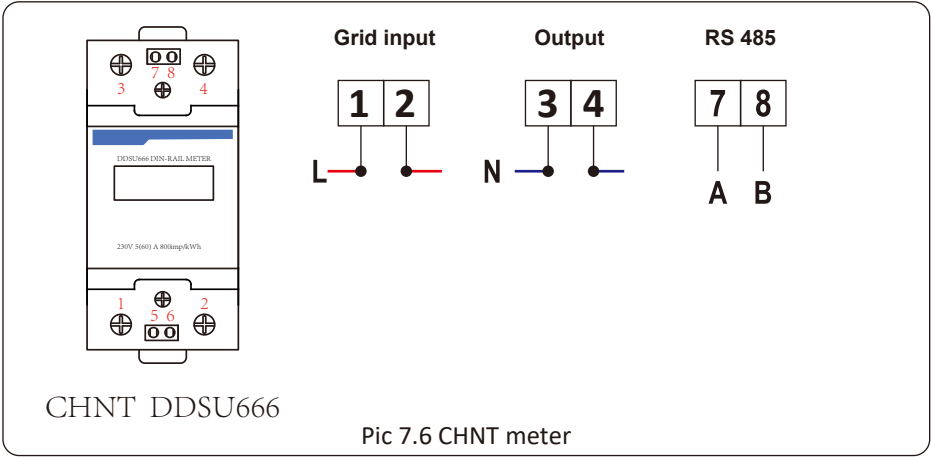 7 8
3 4
DDSU666 DIN-RAIL METER
230V 5(60) A 800imp/kWh
1 2
5 6
CHNT DDSU666
Grid input
1 2
L
Output
3 4
N
RS 485
7 8
A B
Pic 7.6 CHNT meter